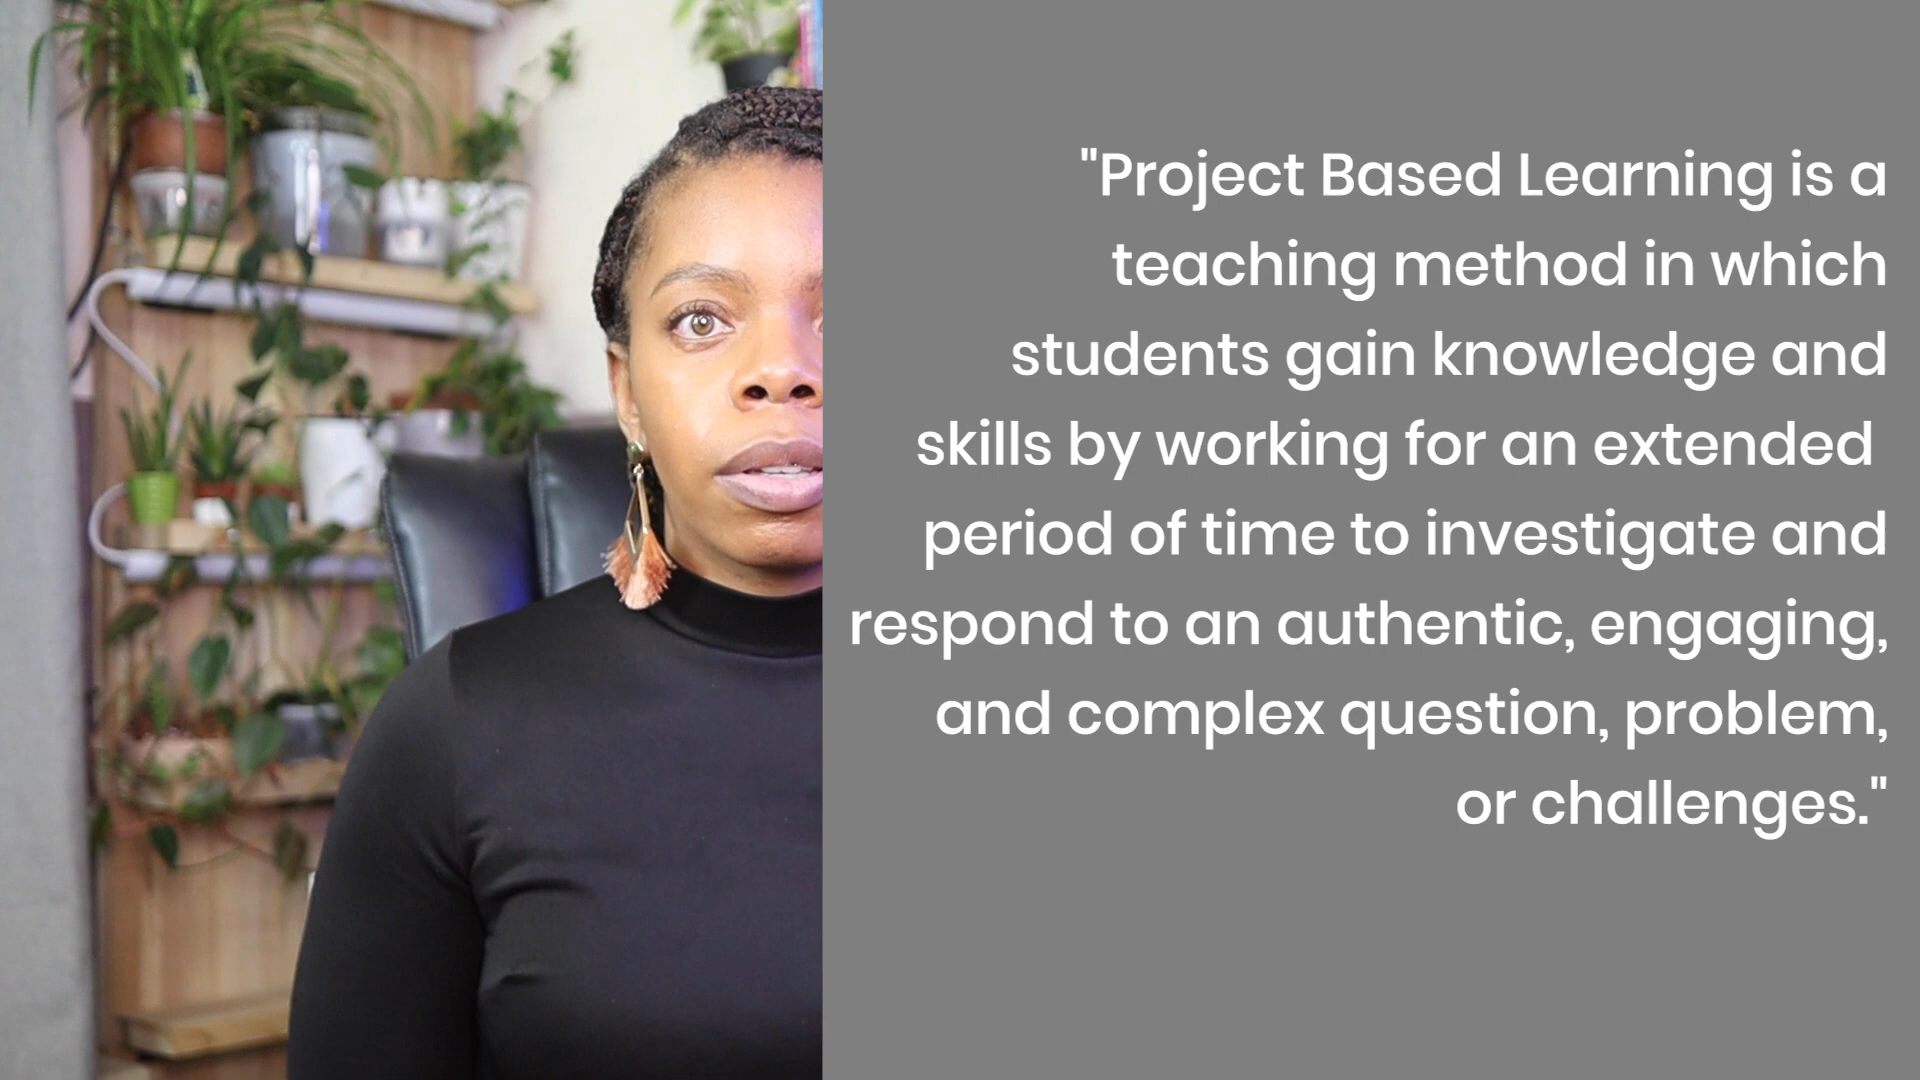 "Project Based Learning is a
teaching method in which
students gain knowledge and
skills by working for an extended
period of time to investigate and
respond to an authentic, engaging,
and complex question, problem,
or challenges."